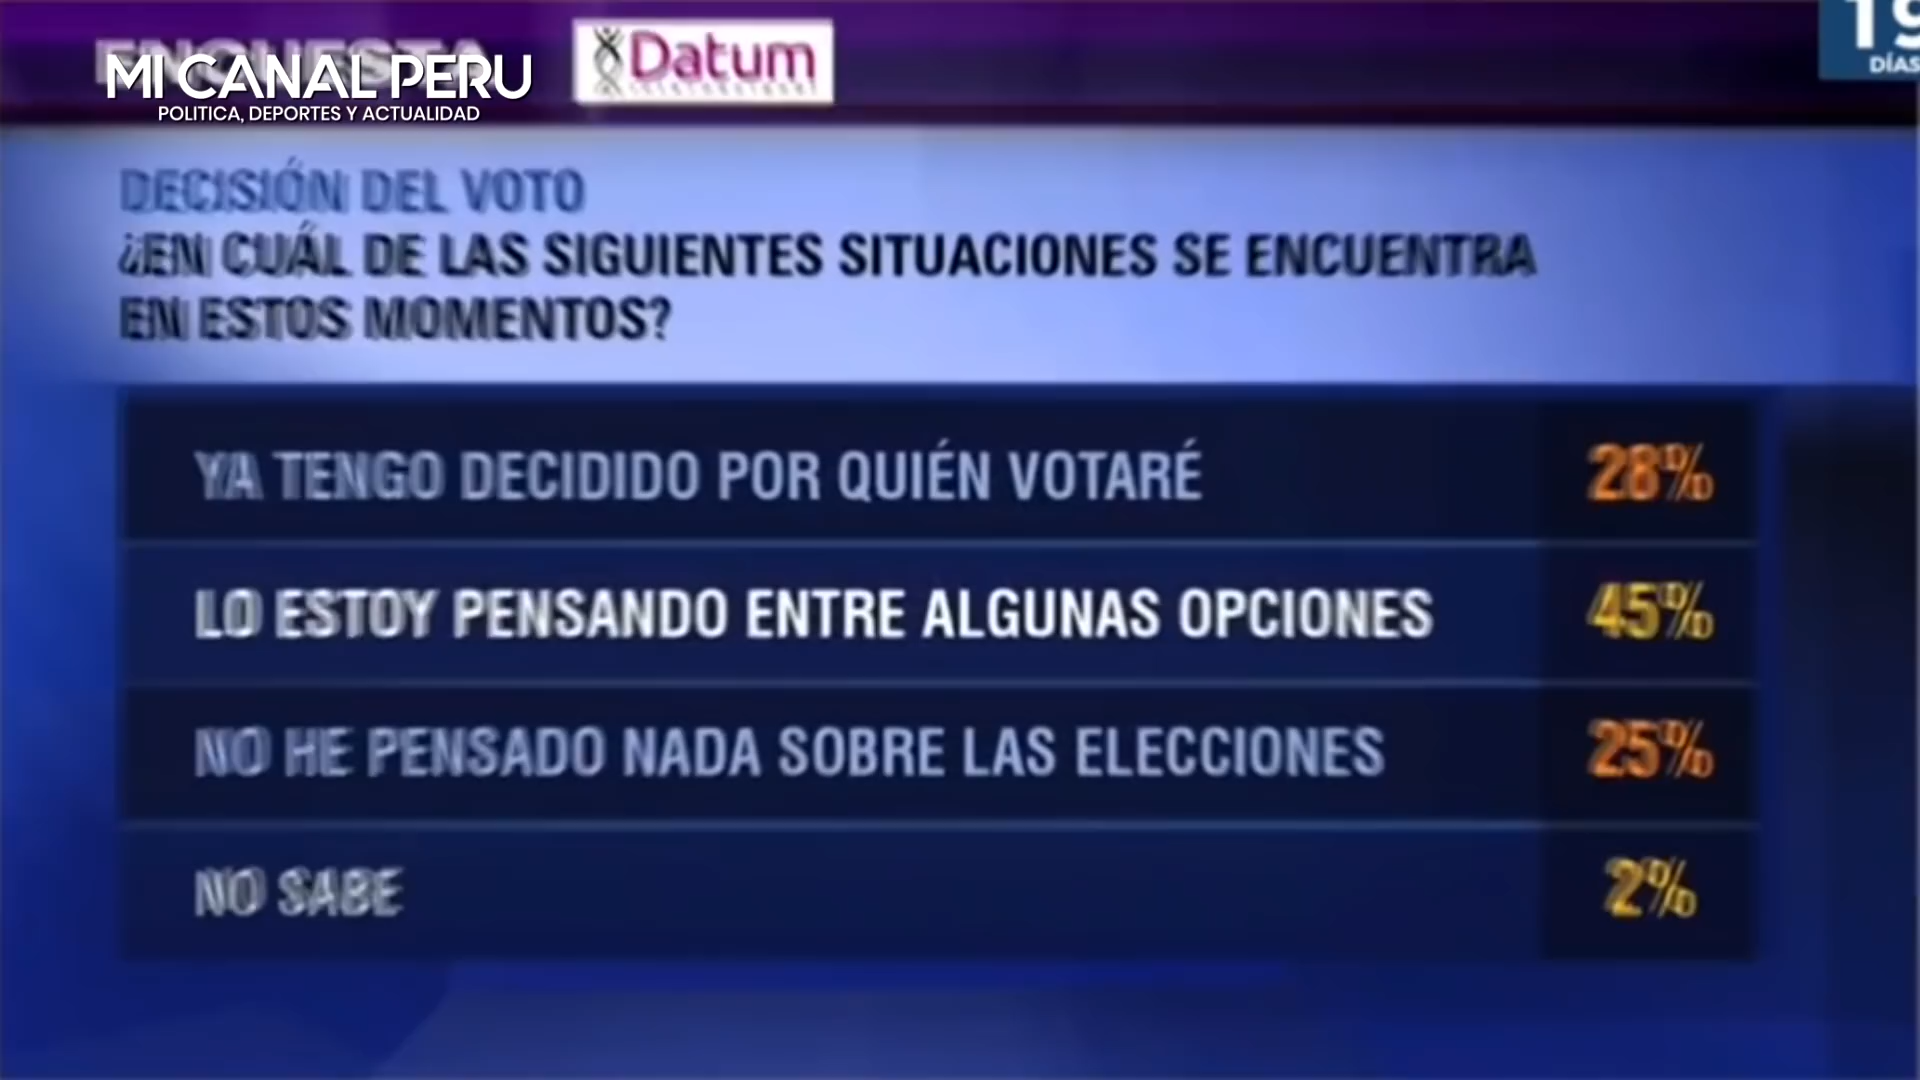 ENCUESTA
MI CANAL PERU
POLITICA, DEPORTES Y ACTUALIDAD
Datum
19
DÍAS
DECISIÓN DEL VOTO
¿EN CUÁL DE LAS SIGUIENTES SITUACIONES SE ENCUENTRA
EN ESTOS MOMENTOS?
YA TENGO DECIDIDO POR QUIÉN VOTARÉ 28%
LO ESTOY PENSANDO ENTRE ALGUNAS OPCIONES 45%
NO HE PENSADO NADA SOBRE LAS ELECCIONES 25%
NO SABE 2%